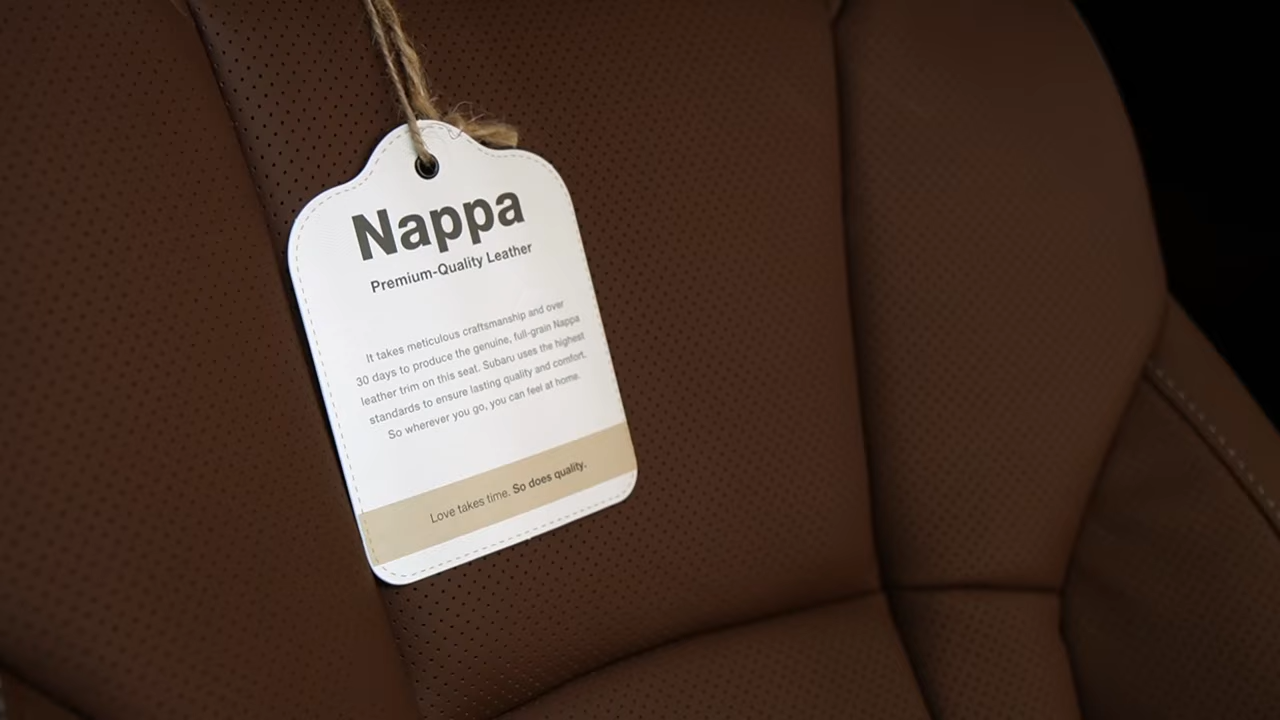 Nappa
Premium-Quality Leather
It takes meticulous craftsmanship and over
30 days to produce the genuine, full-grain Nappa
leather trim on this seat. Subaru uses the highest
standards to ensure lasting quality and comfort.
So wherever you go, you can feel at home.
Love takes time. So does quality.